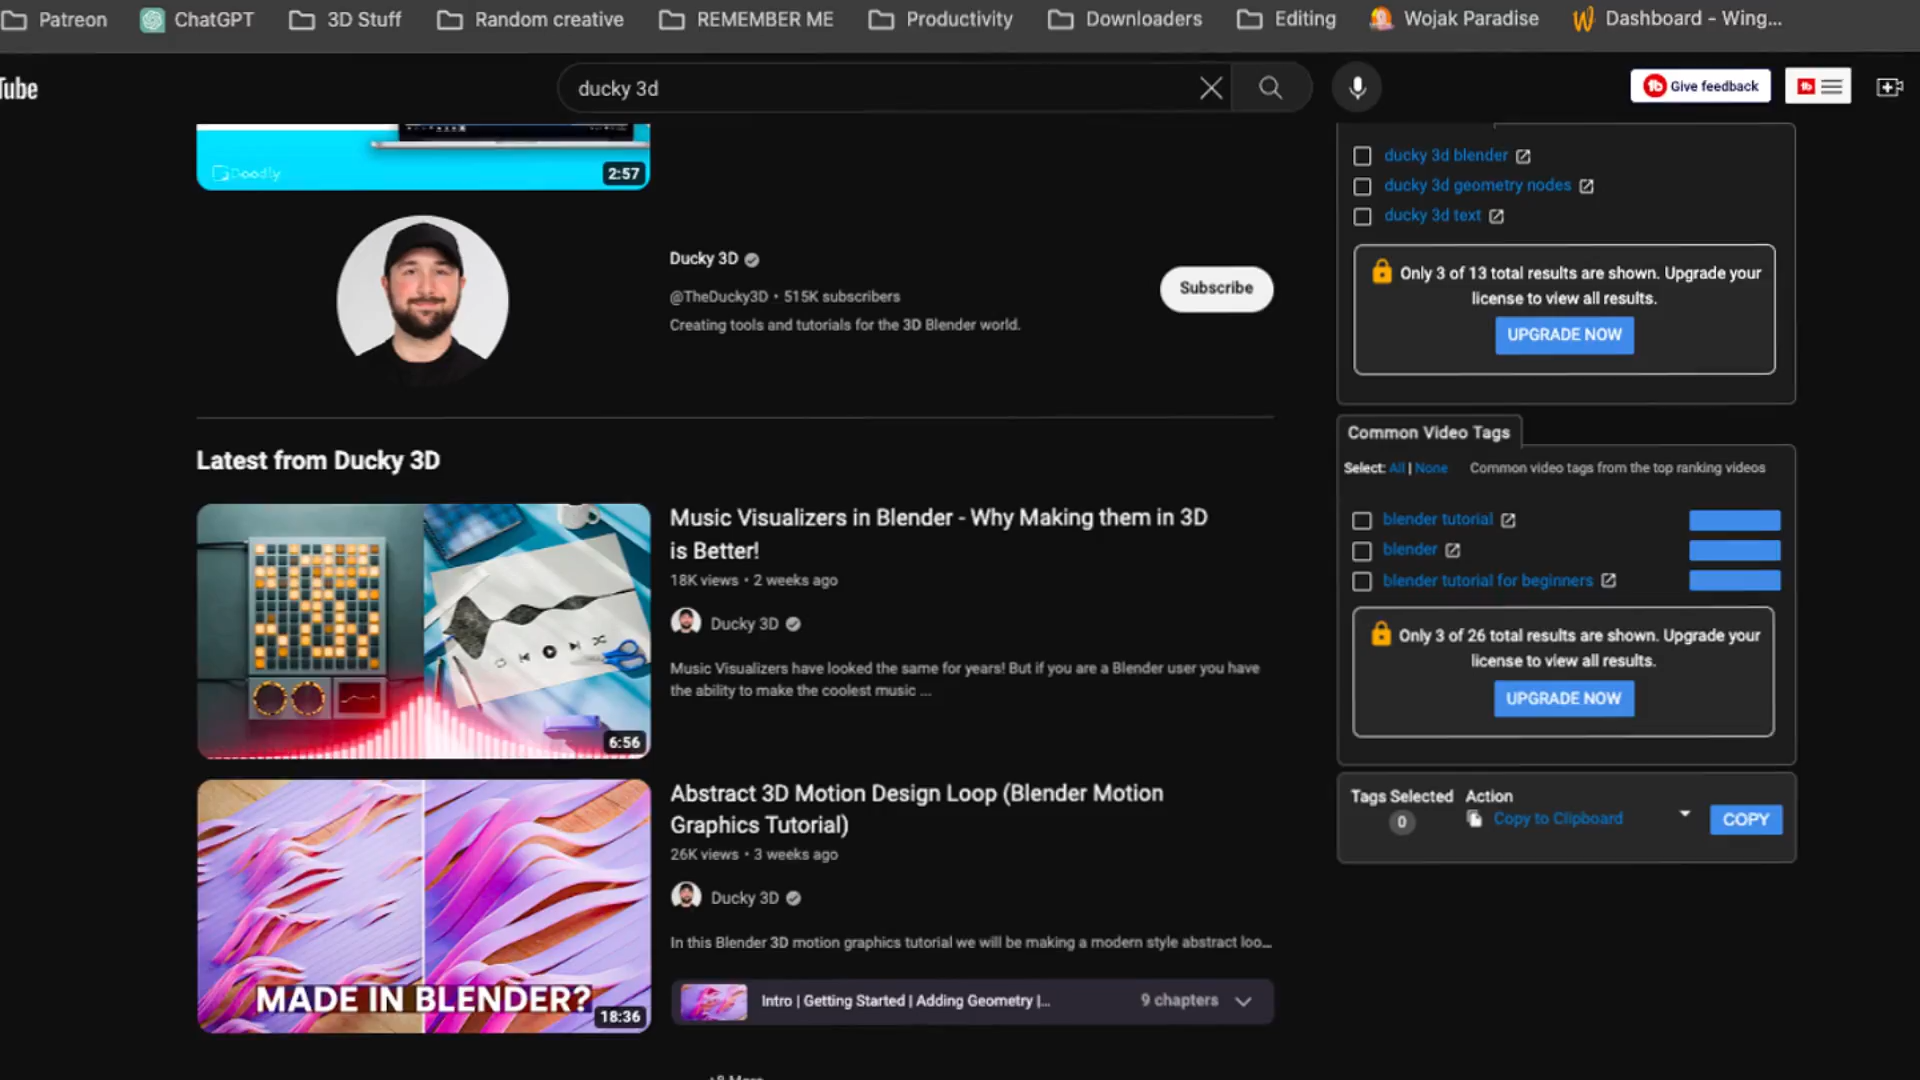 Patreon
ChatGPT
3D Stuff
Random creative
REMEMBER ME
Productivity
Downloaders
Editing
Wojak Paradise
Dashboard - Wing...
Tube
ducky 3d
Give feedback
Doodly
2:57
ducky 3d blender
ducky 3d geometry nodes
ducky 3d text
Only 3 of 13 total results are shown. Upgrade your
license to view all results.
UPGRADE NOW
Ducky 3D
@TheDucky3D • 515K subscribers
Creating tools and tutorials for the 3D Blender world.
Subscribe
Latest from Ducky 3D
6:56
Music Visualizers in Blender - Why Making them in 3D
is Better!
18K views • 2 weeks ago
Ducky 3D
Music Visualizers have looked the same for years! But if you are a Blender user you have
the ability to make the coolest music ...
Common Video Tags
Select: All | None
Common video tags from the top ranking videos
blender tutorial
blender
blender tutorial for beginners
Only 3 of 26 total results are shown. Upgrade your
license to view all results.
UPGRADE NOW
MADE IN BLENDER?
18:36
Abstract 3D Motion Design Loop (Blender Motion
Graphics Tutorial)
26K views • 3 weeks ago
Ducky 3D
In this Blender 3D motion graphics tutorial we will be making a modern style abstract loo...
Intro | Getting Started | Adding Geometry |...
9 chapters
Tags Selected
0
Action
Copy to Clipboard
COPY